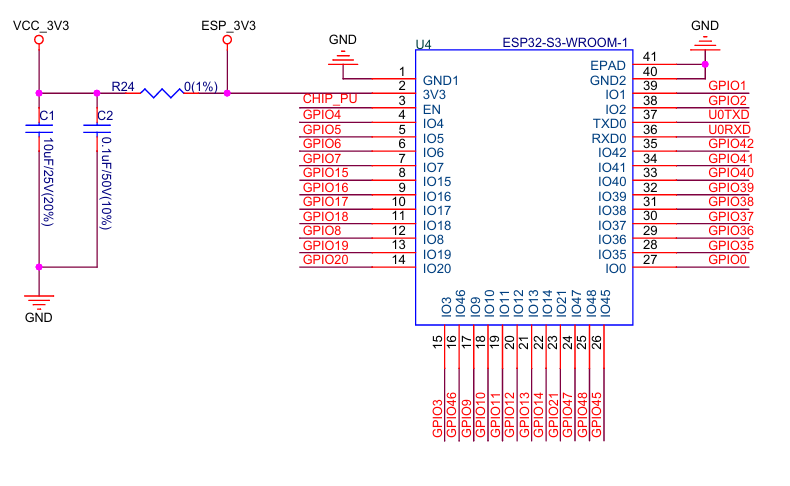 VCC_3V3
ESP_3V3
GND
U4
ESP32-S3-WROOM-1
GND
R24
0(1%)
C1
10uF/25V(20%)
C2
0.1uF/50V(10%)
GND
1 GND1
2 3V3
CHIP_PU 3 EN
GPIO4 4 IO4
GPIO5 5 IO5
GPIO6 6 IO6
GPIO7 7 IO7
GPIO15 8 IO15
GPIO16 9 IO16
GPIO17 10 IO17
GPIO18 11 IO18
GPIO8 12 IO8
GPIO19 13 IO19
GPIO20 14 IO20
EPAD 41
GND2 40
IO1 39 GPIO1
IO2 38 GPIO2
TXD0 37 U0TXD
RXD0 36 U0RXD
IO42 35 GPIO42
IO41 34 GPIO41
IO40 33 GPIO40
IO39 32 GPIO39
IO38 31 GPIO38
IO37 30 GPIO37
IO36 29 GPIO36
IO35 28 GPIO35
IO0 27 GPIO0
IO3 15 GPIO3
IO46 16 GPIO46
IO9 17 GPIO9
IO10 18 GPIO10
IO11 19 GPIO11
IO12 20 GPIO12
IO13 21 GPIO13
IO14 22 GPIO14
IO21 23 GPIO21
IO47 24 GPIO47
IO48 25 GPIO48
IO45 26 GPIO45